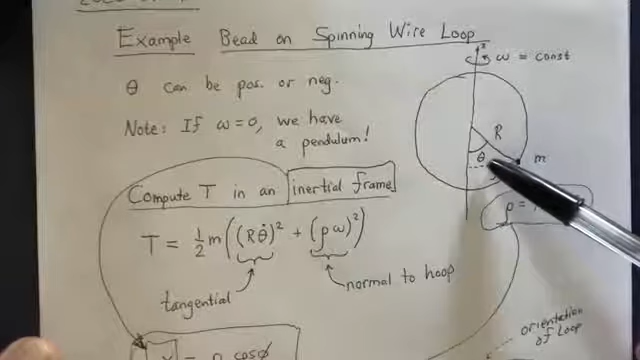 Example Bead on Spinning Wire Loop
θ can be pos. or neg.
Note: If ω=0, we have
a pendulum!
z
ω = const
R
θ
m
ρ =
Compute T in an inertial frame
T = ½ m((Rθ̇)² + (ρω)²)
tangential
normal to hoop
orientation
of loop
x = ρ cosφ